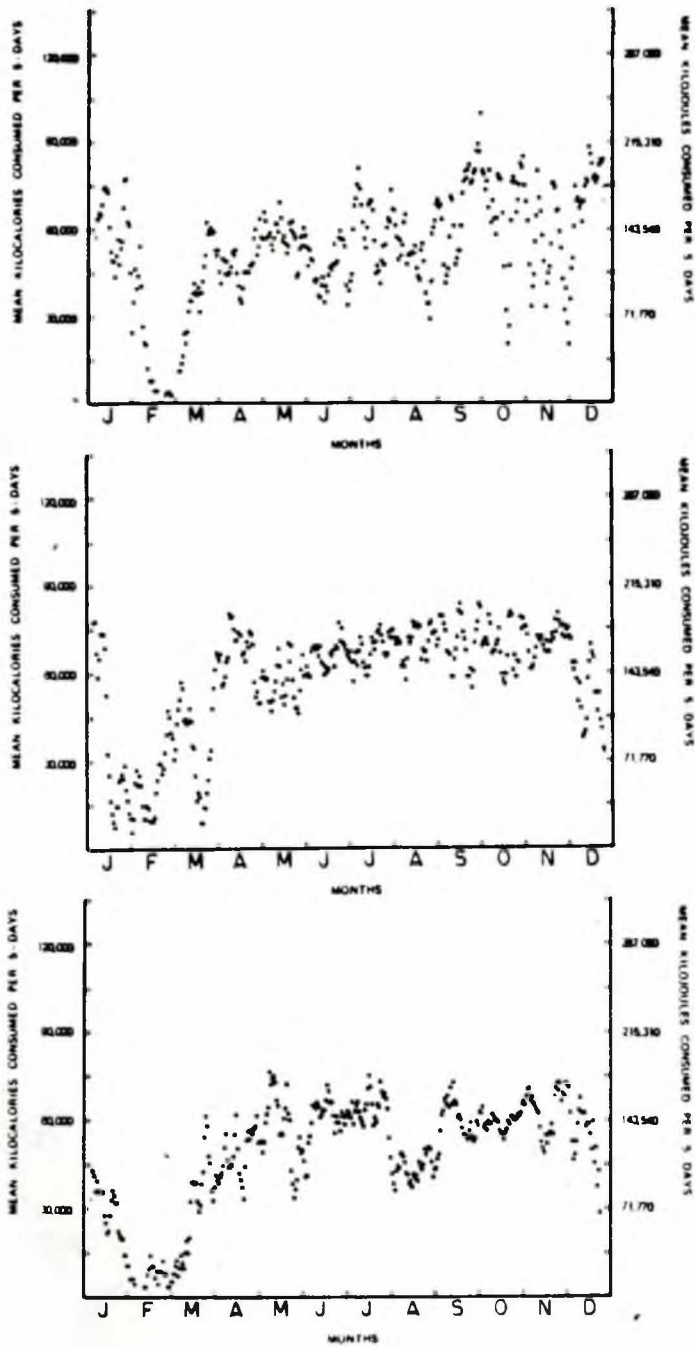 MEAN KILOCALORIES CONSUMED PER 5-DAYS
120,000
90,000
60,000
30,000
287,080
215,310
143,540
71,770
MEAN KILOJOULES CONSUMED PER 5 DAYS
J F M A M J J A S O N D
MONTHS
MEAN KILOCALORIES CONSUMED PER 5-DAYS
120,000
90,000
60,000
30,000
287,080
215,310
143,540
71,770
MEAN KILOJOULES CONSUMED PER 5 DAYS
J F M A M J J A S O N D
MONTHS
MEAN KILOCALORIES CONSUMED PER 5-DAYS
120,000
90,000
60,000
30,000
287,080
215,310
143,540
71,770
MEAN KILOJOULES CONSUMED PER 5 DAYS
J F M A M J J A S O N D
MONTHS